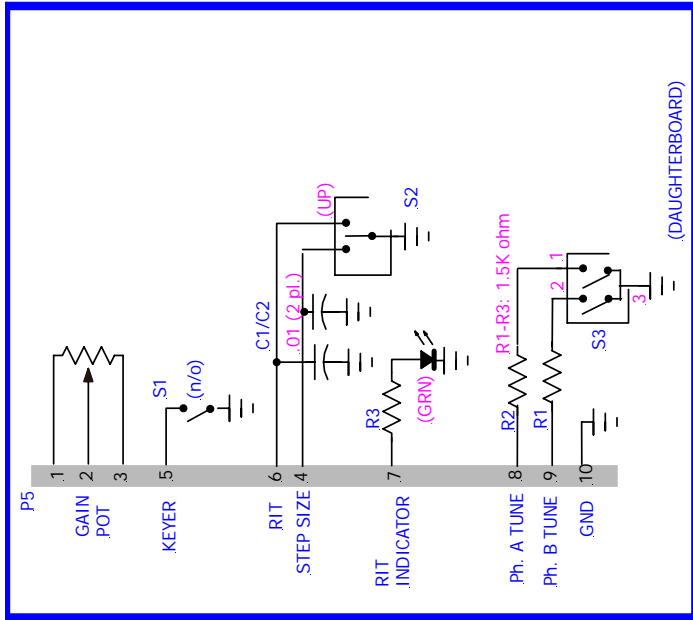 P5
1
2
3
5
6
4
7
8
9
10
GAIN
POT
KEYER
RIT
STEP SIZE
RIT
INDICATOR
Ph. A TUNE
Ph. B TUNE
GND
S1
(n/o)
C1/C2
.01 (2 pl.)
(UP)
S2
R3
(GRN)
R2
R1
R1-R3: 1.5K ohm
1
2
3
S3
(DAUGHTERBOARD)